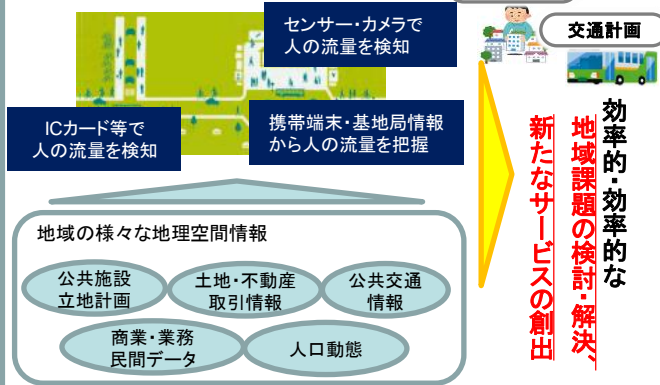 センサー・カメラで
人の流量を検知
交通計画
ICカード等で
人の流量を検知
携帯端末・基地局情報
から人の流量を把握
地域の様々な地理空間情報
公共施設
立地計画
土地・不動産
取引情報
公共交通
情報
商業・業務
民間データ
人口動態
効率的・効率的な
地域課題の検討・解決、
新たなサービスの創出